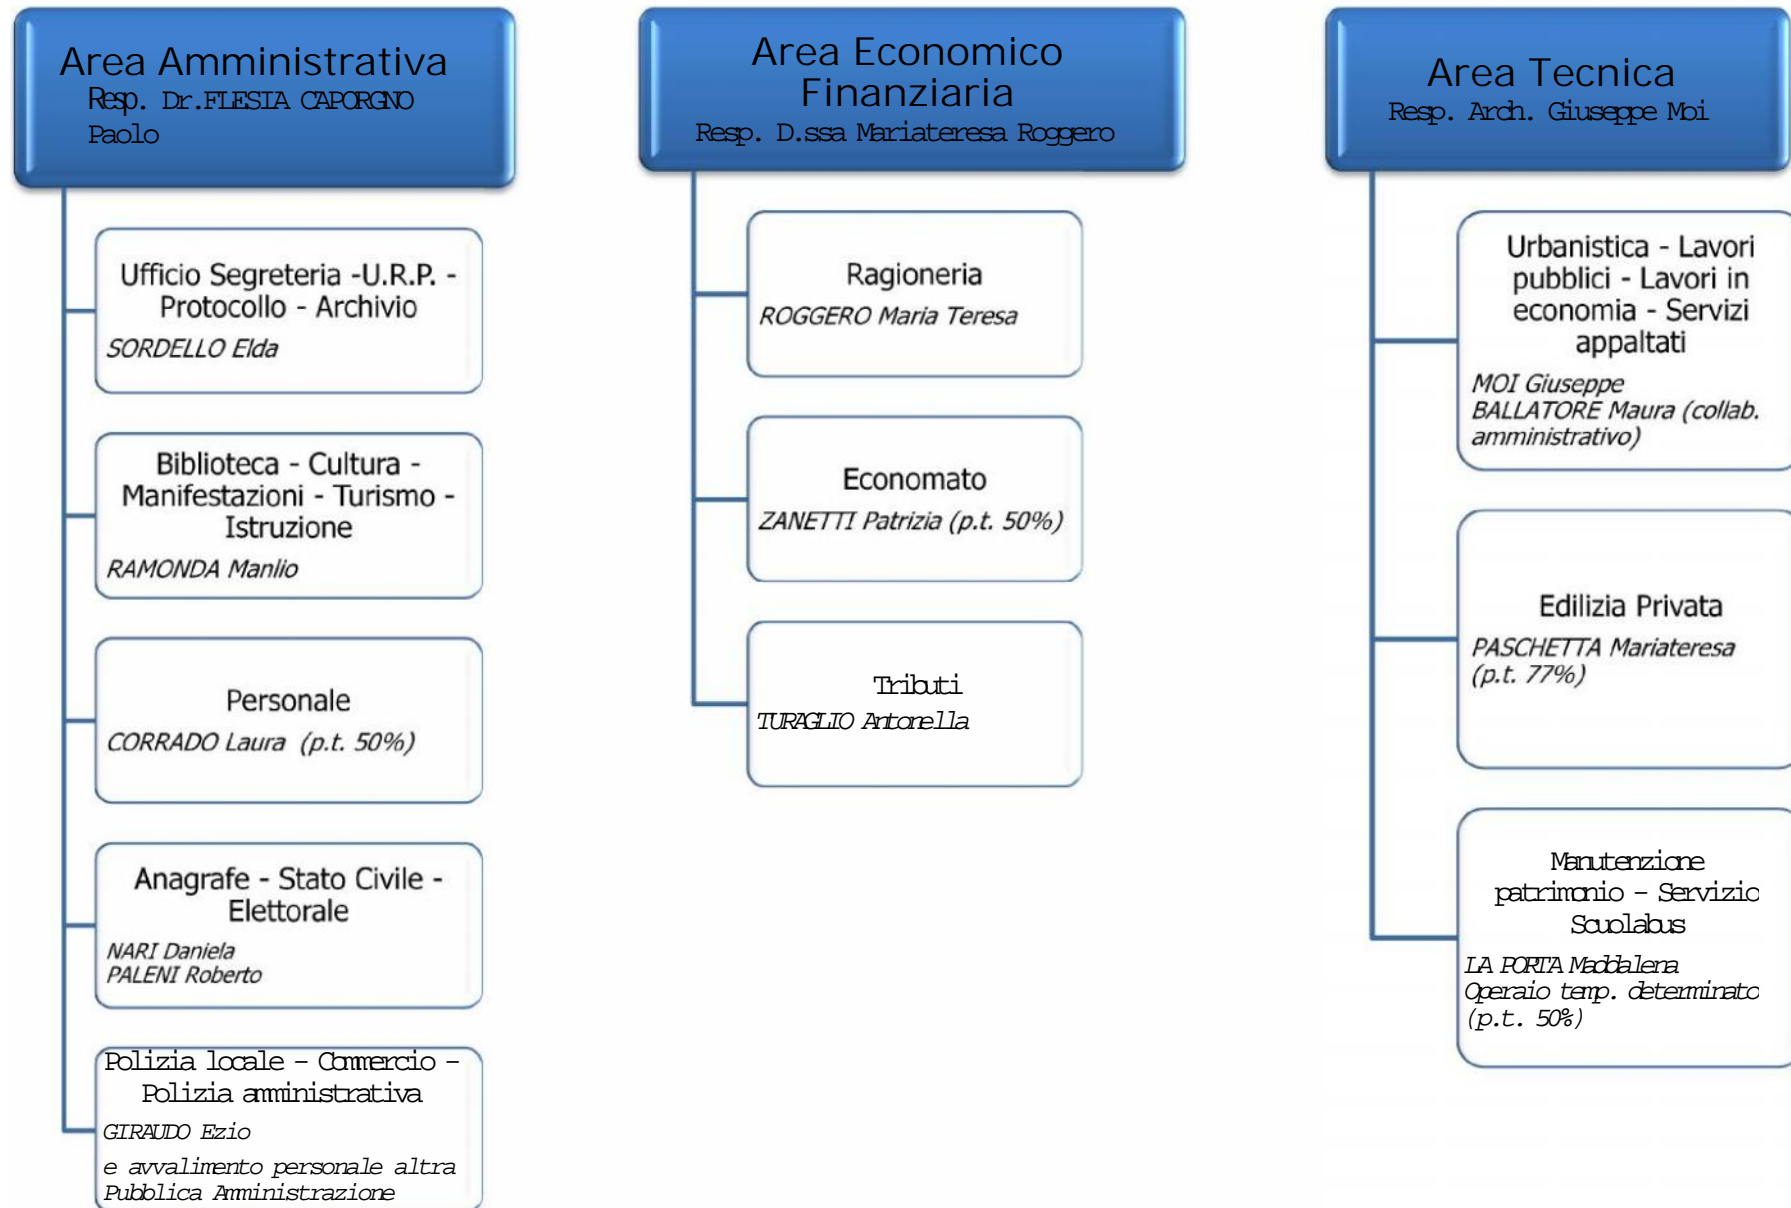 Area Amministrativa
Resp. Dr.FLESIA CAPORGNO
Paolo
Ufficio Segreteria -U.R.P. -
Protocollo - Archivio
SORDELLO Elda
Biblioteca - Cultura -
Manifestazioni - Turismo -
Istruzione
RAMONDA Manlio
Personale
CORRADO Laura (p.t. 50%)
Anagrafe - Stato Civile -
Elettorale
NARI Daniela
PALENI Roberto
Polizia locale - Commercio -
Polizia amministrativa
GIRAUDO Ezio
e avvalimento personale altra
Pubblica Amministrazione
Area Economico
Finanziaria
Resp. D.ssa Mariateresa Roggero
Ragioneria
ROGGERO Maria Teresa
Economato
ZANETTI Patrizia (p.t. 50%)
Tributi
TURAGLIO Antonella
Area Tecnica
Resp. Arch. Giuseppe Moi
Urbanistica - Lavori
pubblici - Lavori in
economia - Servizi
appaltati
MOI Giuseppe
BALLATORE Maura (collab.
amministrativo)
Edilizia Privata
PASCHETTA Mariateresa
(p.t. 77%)
Manutenzione
patrimonio - Servizio
Scuolabus
LA PORTA Maddalena
Operaio temp. determinato
(p.t. 50%)